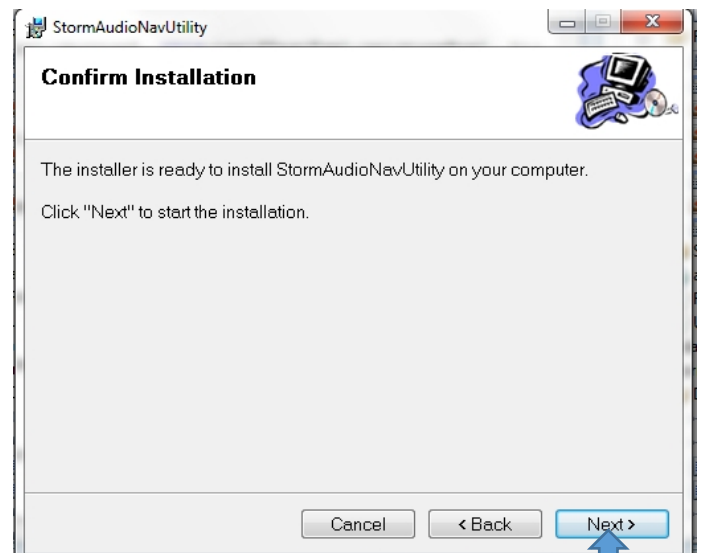 StormAudioNavUtility
Confirm Installation
The installer is ready to install StormAudioNavUtility on your computer.
Click "Next" to start the installation.
Cancel
< Back
Next >